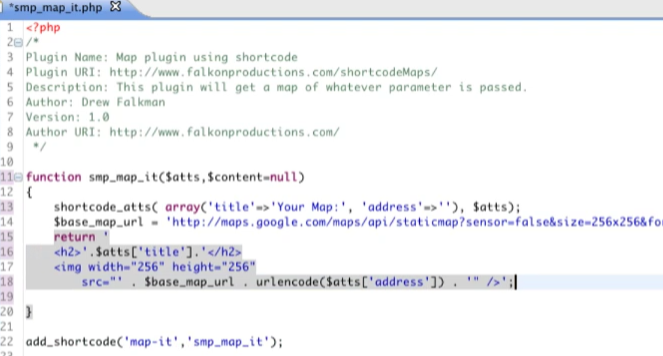 *smp_map_it.php
1 <?php
2 /*
3 Plugin Name: Map plugin using shortcode
4 Plugin URI: http://www.falkonproductions.com/shortcodeMaps/
5 Description: This plugin will get a map of whatever parameter is passed.
6 Author: Drew Falkman
7 Version: 1.0
8 Author URI: http://www.falkonproductions.com/
9 */
10
11 function smp_map_it($atts,$content=null)
12 {
13 shortcode_atts( array('title'=>'Your Map:', 'address'=>''), $atts);
14 $base_map_url = 'http://maps.google.com/maps/api/staticmap?sensor=false&size=256x256&fo
15 return '
16 <h2>'.$atts['title'].'</h2>
17 <img width="256" height="256"
18 src="' . $base_map_url . urlencode($atts['address']) . '" />';
19
20 }
21
22 add_shortcode('map-it','smp_map_it');
23